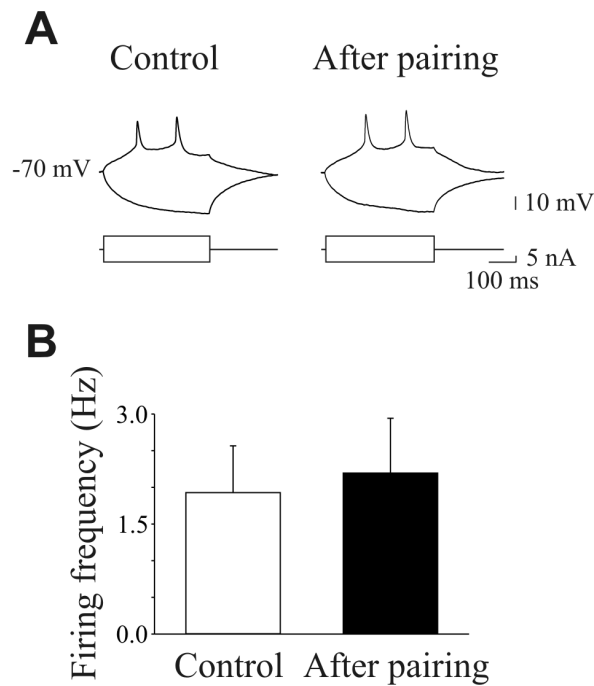 A
Control After pairing
-70 mV
10 mV
5 nA
100 ms
B
Firing frequency (Hz)
3.0
1.5
0.0
Control After pairing